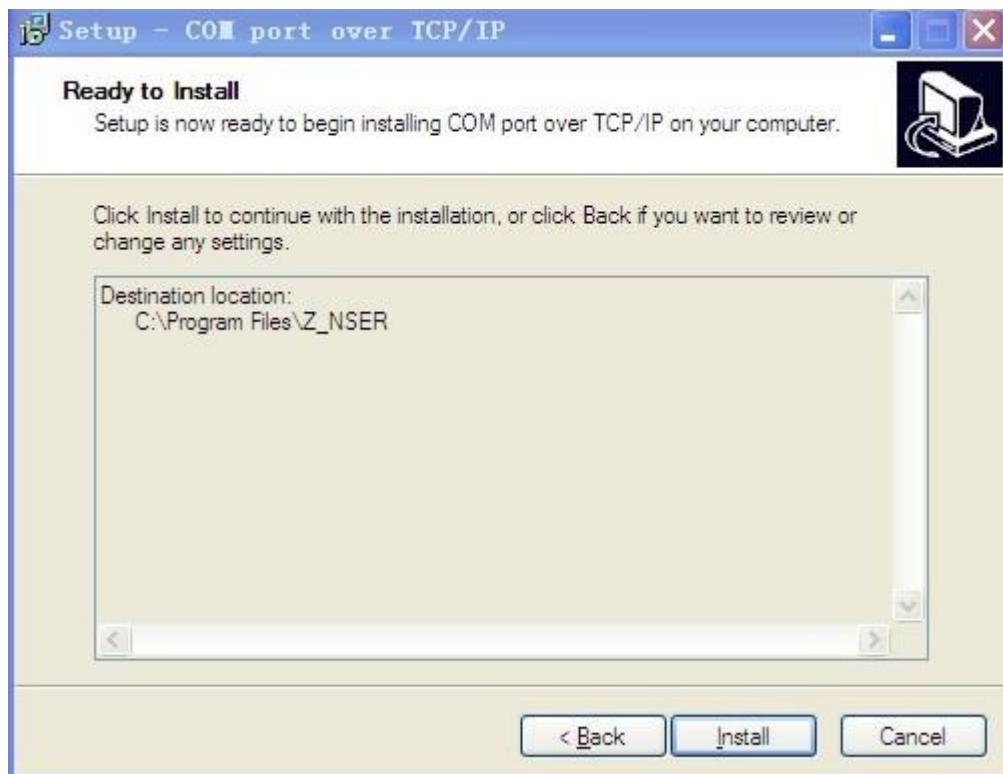 Setup - COM port over TCP/IP
Ready to Install
Setup is now ready to begin installing COM port over TCP/IP on your computer.
Click Install to continue with the installation, or click Back if you want to review or
change any settings.
Destination location:
C:\Program Files\Z_NSER
< Back
Install
Cancel